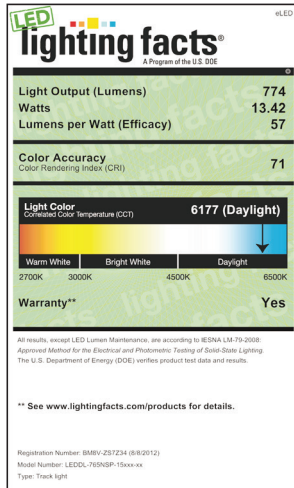 eLED
LED
lighting facts®
A Program of the U.S. DOE
Light Output (Lumens) 774
Watts 13.42
Lumens per Watt (Efficacy) 57
Color Accuracy 71
Color Rendering Index (CRI)
Light Color 6177 (Daylight)
Correlated Color Temperature (CCT)
Warm White Bright White Daylight
2700K 3000K 4500K 6500K
Warranty** Yes
All results, except LED Lumen Maintenance, are according to IESNA LM-79-2008:
Approved Method for the Electrical and Photometric Testing of Solid-State Lighting.
The U.S. Department of Energy (DOE) verifies product test data and results.
** See www.lightingfacts.com/products for details.
Registration Number: BM8V-ZS7Z34 (8/8/2012)
Model Number: LEDDL-765NSP-15xxx-xx
Type: Track light